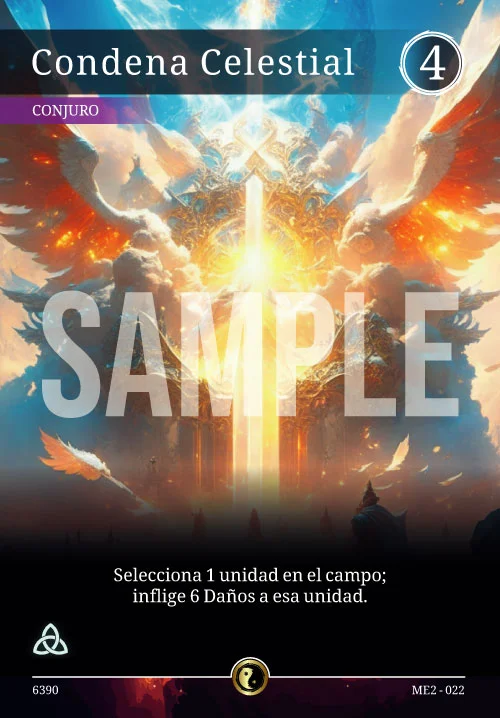 Condena Celestial
4
CONJURO
SAMPLE
Selecciona 1 unidad en el campo;
inflige 6 Daños a esa unidad.
6390
ME2 - 022